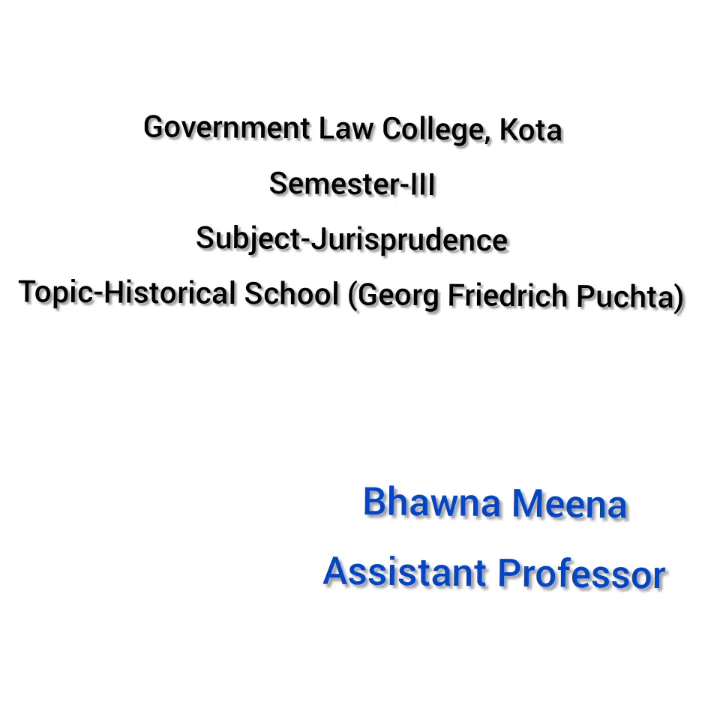 Government Law College, Kota
Semester-III
Subject-Jurisprudence
Topic-Historical School (Georg Friedrich Puchta)
Bhawna Meena
Assistant Professor